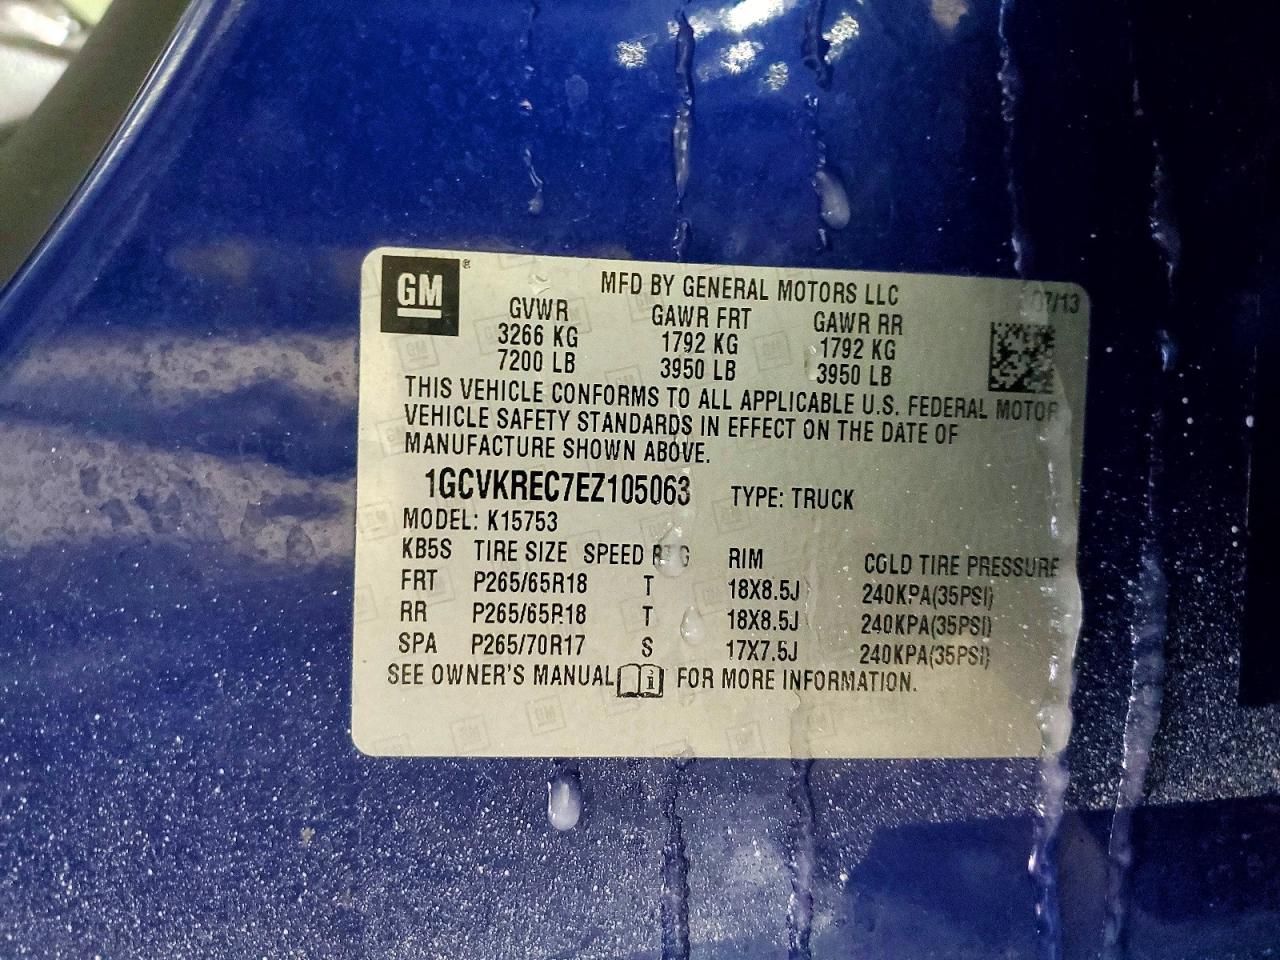 GM ®
MFD BY GENERAL MOTORS LLC
07/13
GVWR GAWR FRT GAWR RR
3266 KG 1792 KG 1792 KG
7200 LB 3950 LB 3950 LB
THIS VEHICLE CONFORMS TO ALL APPLICABLE U.S. FEDERAL MOTOR
VEHICLE SAFETY STANDARDS IN EFFECT ON THE DATE OF
MANUFACTURE SHOWN ABOVE.
1GCVKREC7EZ105063 TYPE: TRUCK
MODEL: K15753
KB5S TIRE SIZE SPEED RTG RIM COLD TIRE PRESSURE
FRT P265/65R18 T 18X8.5J 240KPA(35PSI)
RR P265/65R18 T 18X8.5J 240KPA(35PSI)
SPA P265/70R17 S 17X7.5J 240KPA(35PSI)
SEE OWNER'S MANUAL i FOR MORE INFORMATION.